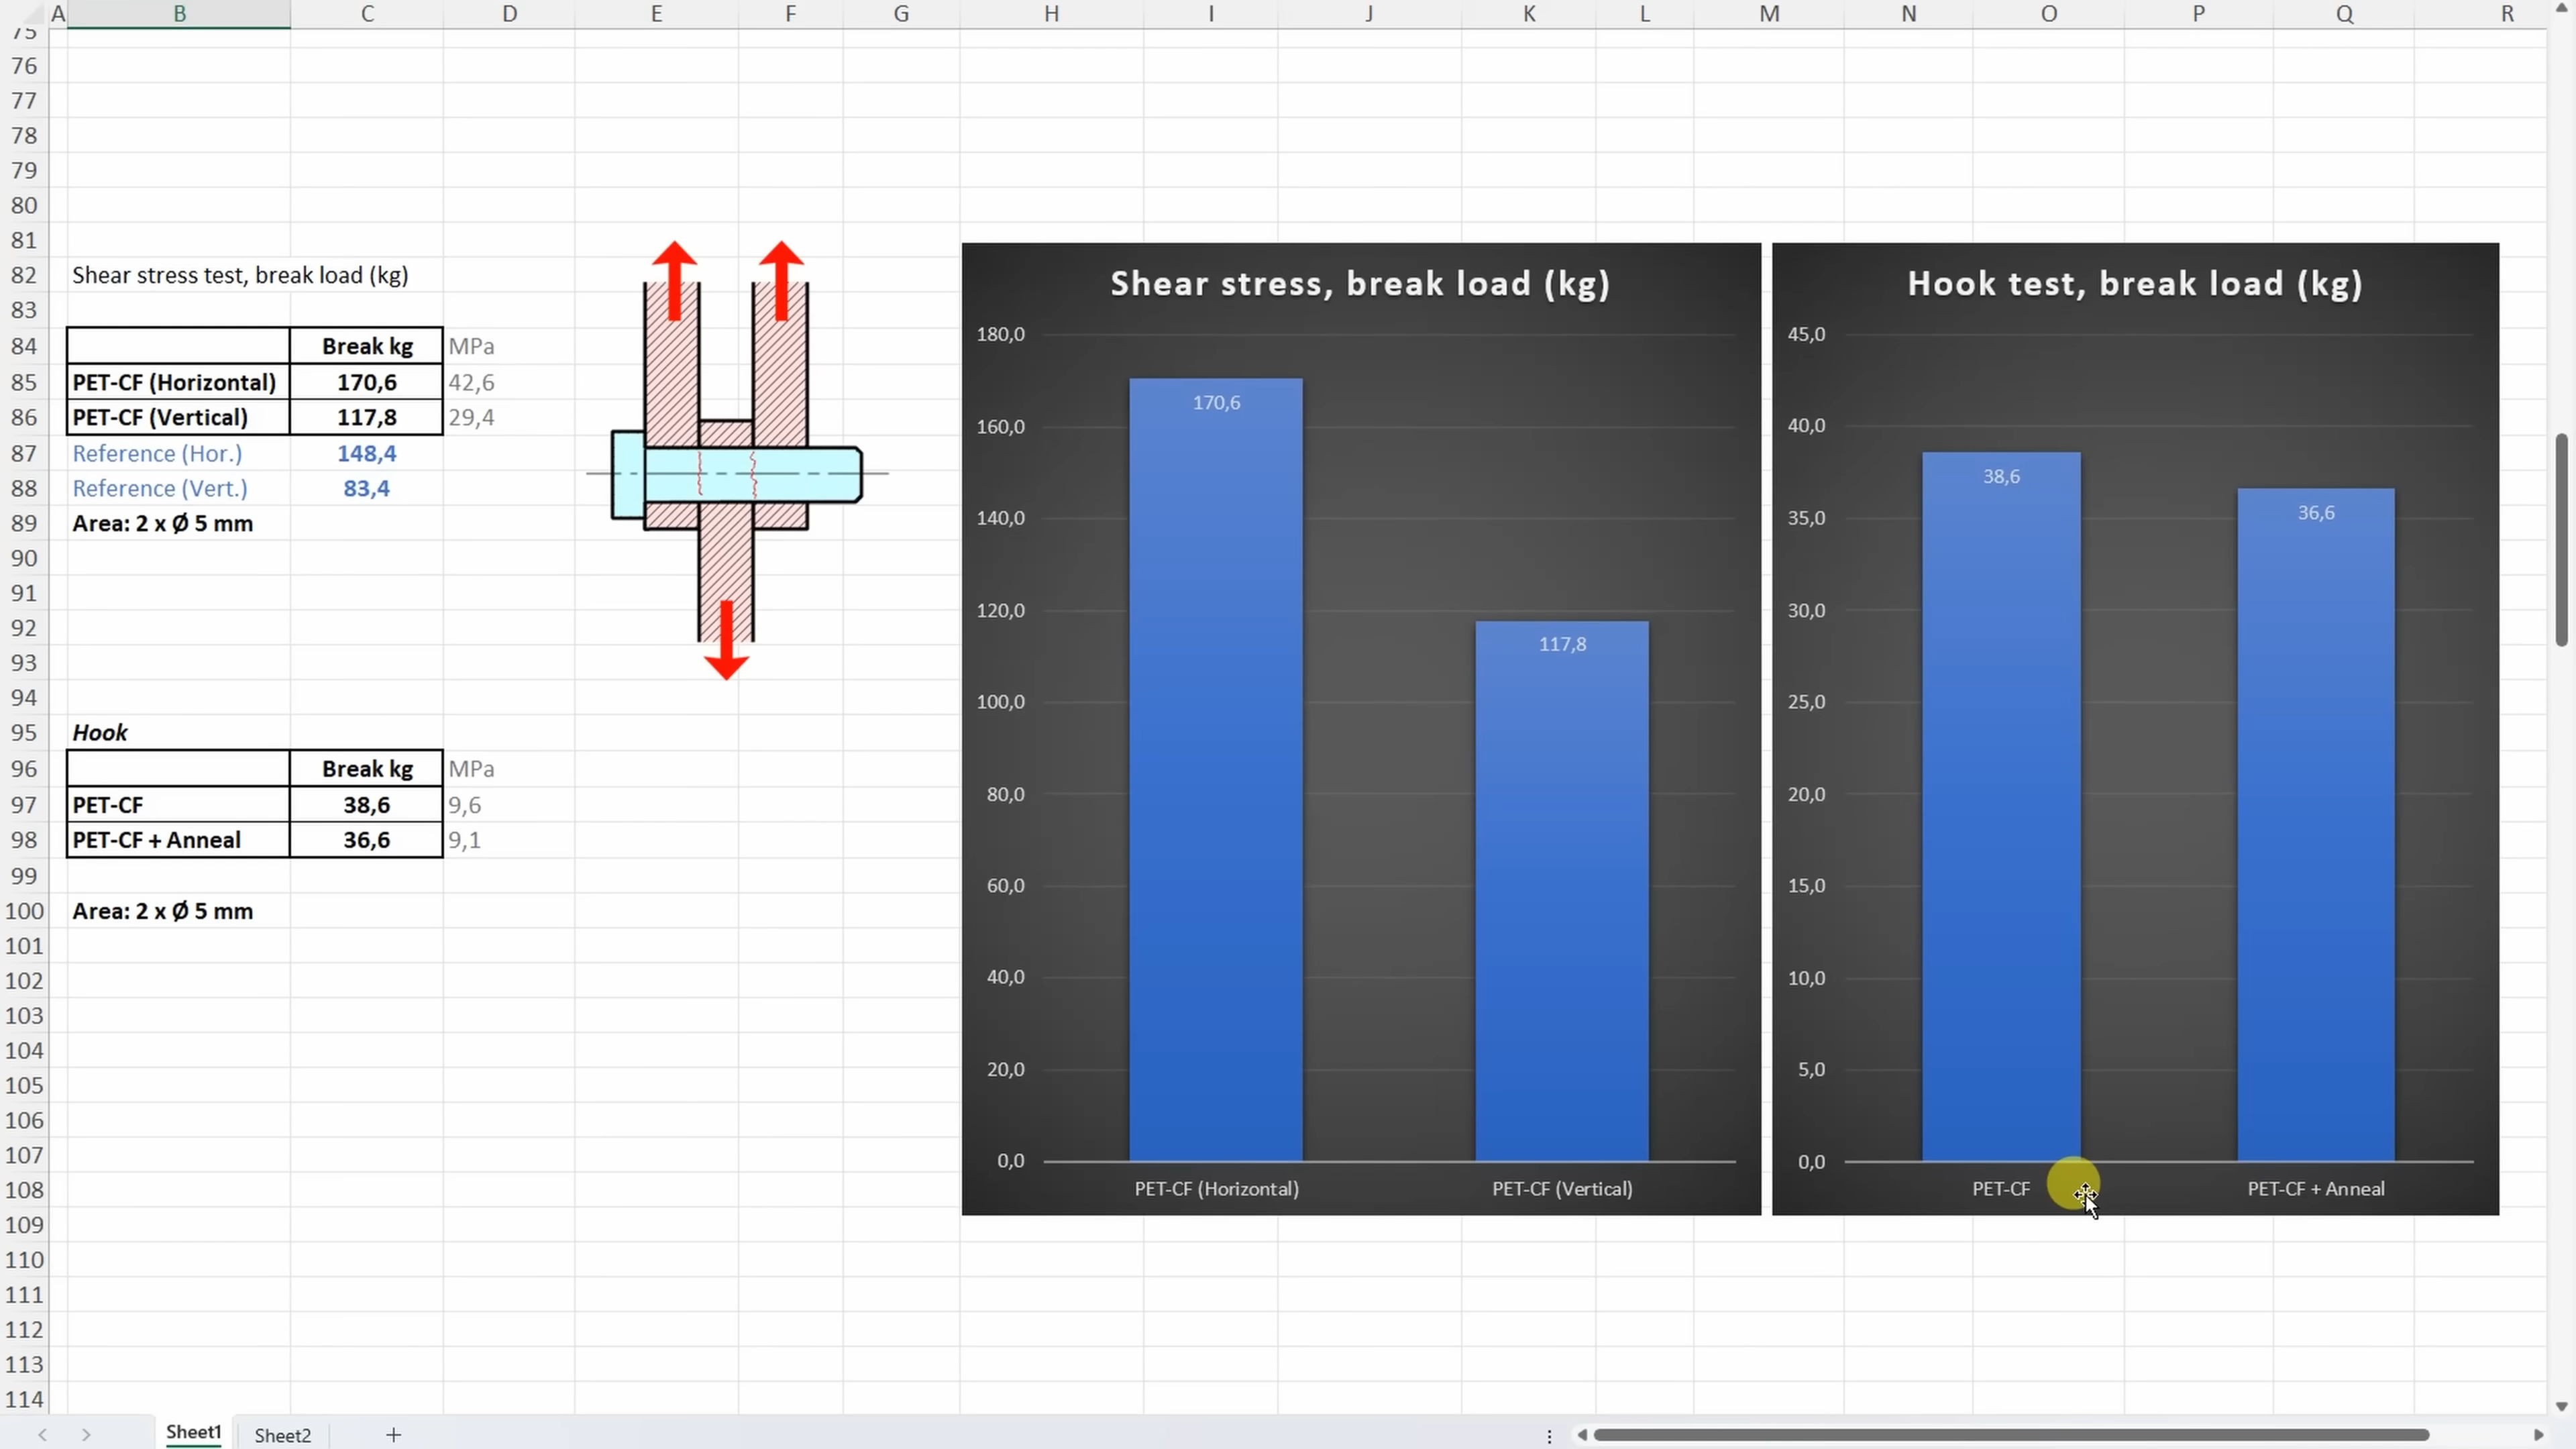 A B C D E F G H I J K L M N O P Q R
75
76
77
78
79
80
81
82 Shear stress test, break load (kg)
83
84 Break kg MPa
85 PET-CF (Horizontal) 170,6 42,6
86 PET-CF (Vertical) 117,8 29,4
87 Reference (Hor.) 148,4
88 Reference (Vert.) 83,4
89 Area: 2 x Ø 5 mm
90
91
92
93
94
95 Hook
96 Break kg MPa
97 PET-CF 38,6 9,6
98 PET-CF + Anneal 36,6 9,1
99
100 Area: 2 x Ø 5 mm
101
102
103
104
105
106
107
108
109
110
111
112
113
114
Shear stress, break load (kg)
180,0
160,0
140,0
120,0
100,0
80,0
60,0
40,0
20,0
0,0
170,6
117,8
PET-CF (Horizontal) PET-CF (Vertical)
Hook test, break load (kg)
45,0
40,0
35,0
30,0
25,0
20,0
15,0
10,0
5,0
0,0
38,6
36,6
PET-CF PET-CF + Anneal
Sheet1 Sheet2 +